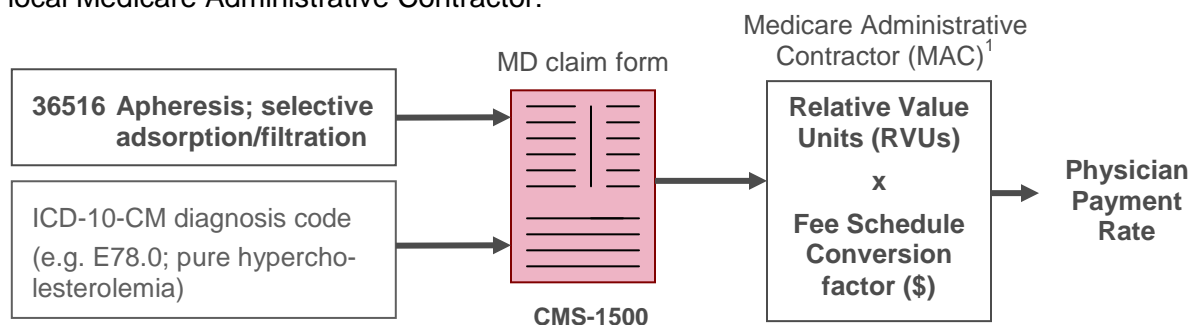 local Medicare Administrative Contractor.
Medicare Administrative
Contractor (MAC)1
MD claim form
36516 Apheresis; selective
adsorption/filtration
ICD-10-CM diagnosis code
(e.g. E78.0; pure hypercho-
lesterolemia)
CMS-1500
Relative Value
Units (RVUs)
x
Fee Schedule
Conversion
factor ($)
Physician
Payment
Rate